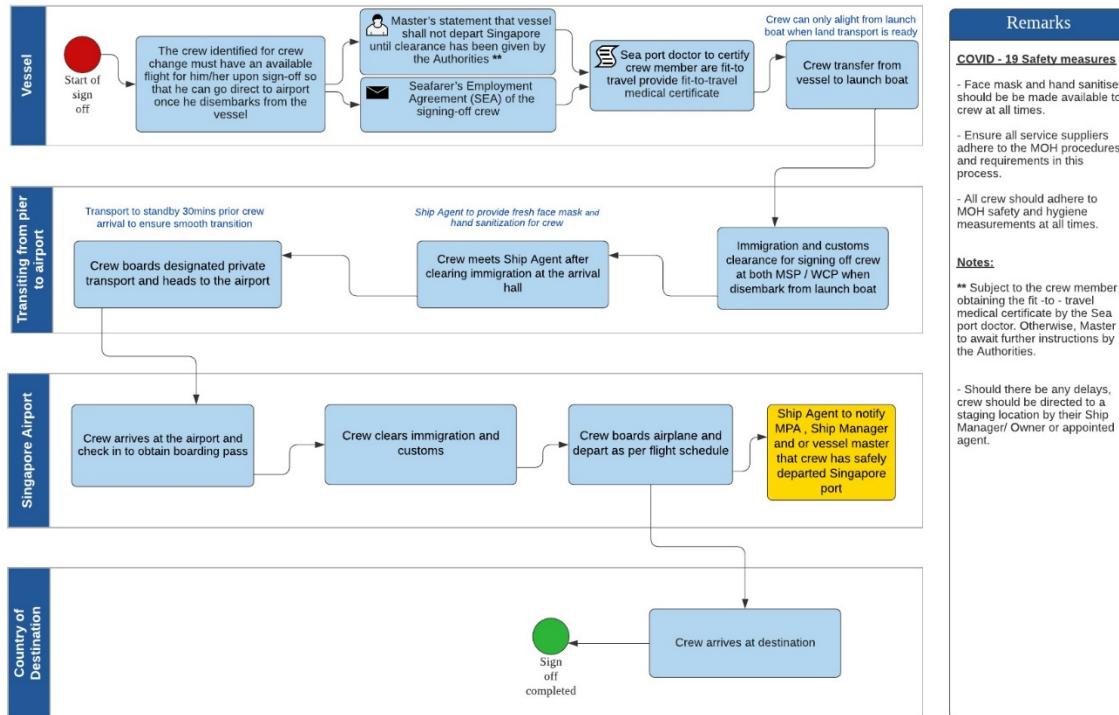 Vessel
Start of
sign
off
The crew identified for crew
change must have an available
flight for him/her upon sign-off so
that he can go direct to airport
once he disembarks from the
vessel
Master's statement that vessel
shall not depart Singapore
until clearance has been given by
the Authorities **
Seafarer's Employment
Agreement (SEA) of the
signing-off crew
Sea port doctor to certify
crew member are fit-to
travel provide fit-to-travel
medical certificate
Crew can only alight from launch
boat when land transport is ready
Crew transfer from
vessel to launch boat
Transiting from pier
to airport
Transport to standby 30mins prior crew
arrival to ensure smooth transition
Crew boards designated private
transport and heads to the airport
Ship Agent to provide fresh face mask and
hand sanitization for crew
Crew meets Ship Agent after
clearing immigration at the arrival
hall
Immigration and customs
clearance for signing off crew
at both MSP / WCP when
disembark from launch boat
Singapore Airport
Crew arrives at the airport and
check in to obtain boarding pass
Crew clears immigration and
customs
Crew boards airplane and
depart as per flight schedule
Ship Agent to notify
MPA , Ship Manager
and or vessel master
that crew has safely
departed Singapore
port
Country of
Destination
Sign
off
completed
Crew arrives at destination
Remarks
COVID - 19 Safety measures
- Face mask and hand sanitise
should be be made available to
crew at all times.
- Ensure all service suppliers
adhere to the MOH procedures
and requirements in this
process.
- All crew should adhere to
MOH safety and hygiene
measurements at all times.
Notes:
** Subject to the crew member
obtaining the fit -to - travel
medical certificate by the Sea
port doctor. Otherwise, Master
to await further instructions by
the Authorities.
- Should there be any delays,
crew should be directed to a
staging location by their Ship
Manager/ Owner or appointed
agent.